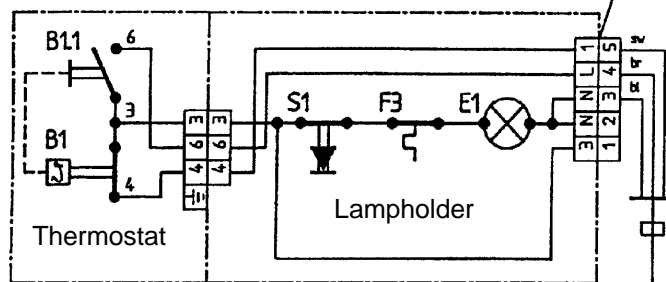 B1.1 6
3
B1
4
Thermostat
3 3
6 6
4 4
S1 F3 E1
Lampholder
1 5
L 4
N 3
N 2
3 1
sw
br
bl